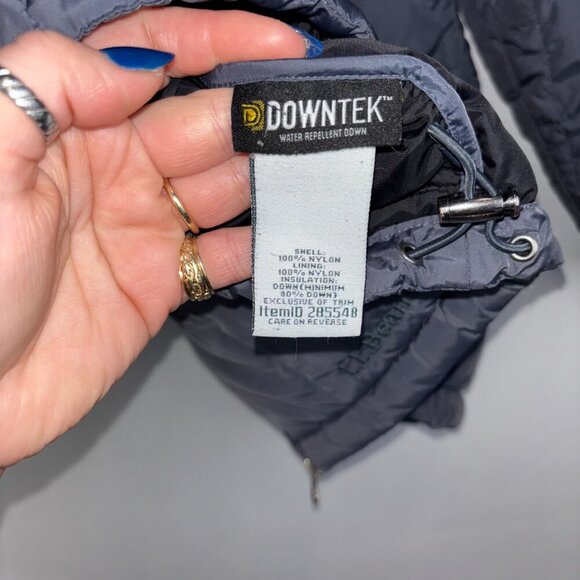 DOWNTEK™
WATER REPELLENT DOWN
SHELL:
100% NYLON
LINING:
100% NYLON
INSULATION:
DOWN(MINIMUM
80% DOWN)
EXCLUSIVE OF TRIM
ItemID 285548
CARE ON REVERSE
L.L.Bean